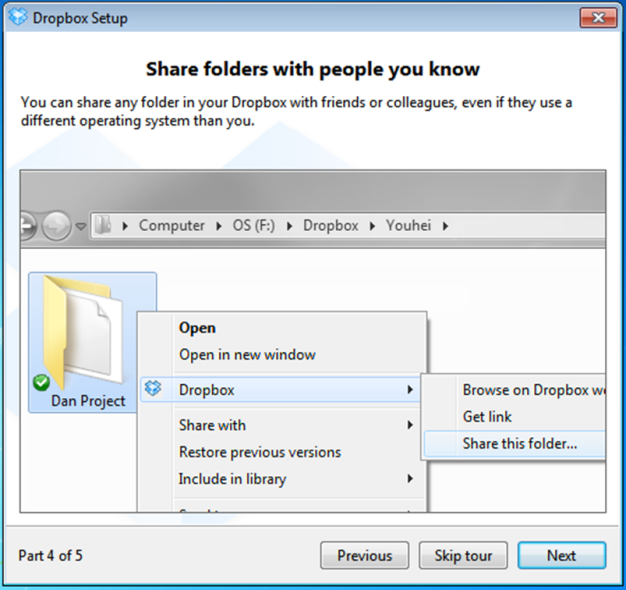 Dropbox Setup
Share folders with people you know
You can share any folder in your Dropbox with friends or colleagues, even if they use a
different operating system than you.
Computer OS (F:) Dropbox Youhei
Open
Open in new window
Dan Project
Dropbox
Browse on Dropbox
Get link
Share with
Share this folder...
Restore previous versions
Include in library
Part 4 of 5
Previous Skip tour Next